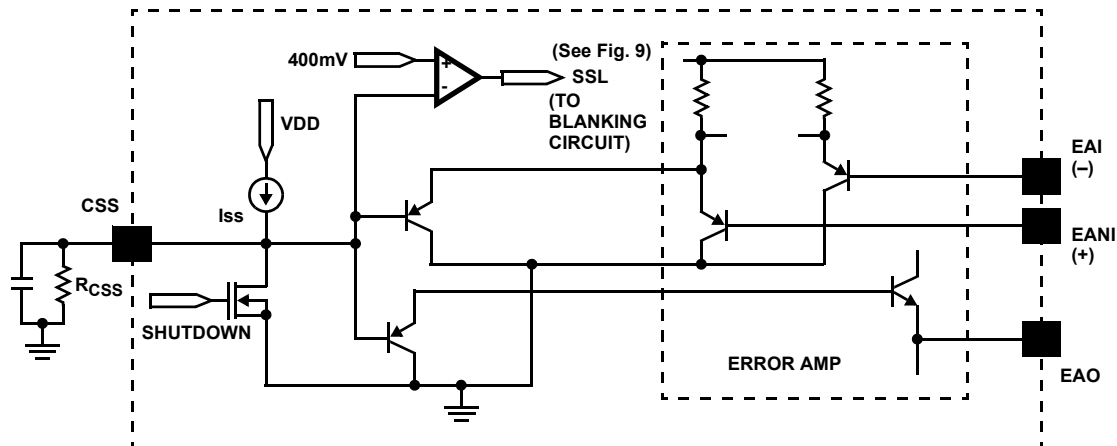 400mV
+
-
(See Fig. 9)
SSL
(TO
BLANKING
CIRCUIT)
VDD
EAI
(–)
CSS
Iss
EANI
(+)
RCSS
SHUTDOWN
ERROR AMP
EAO